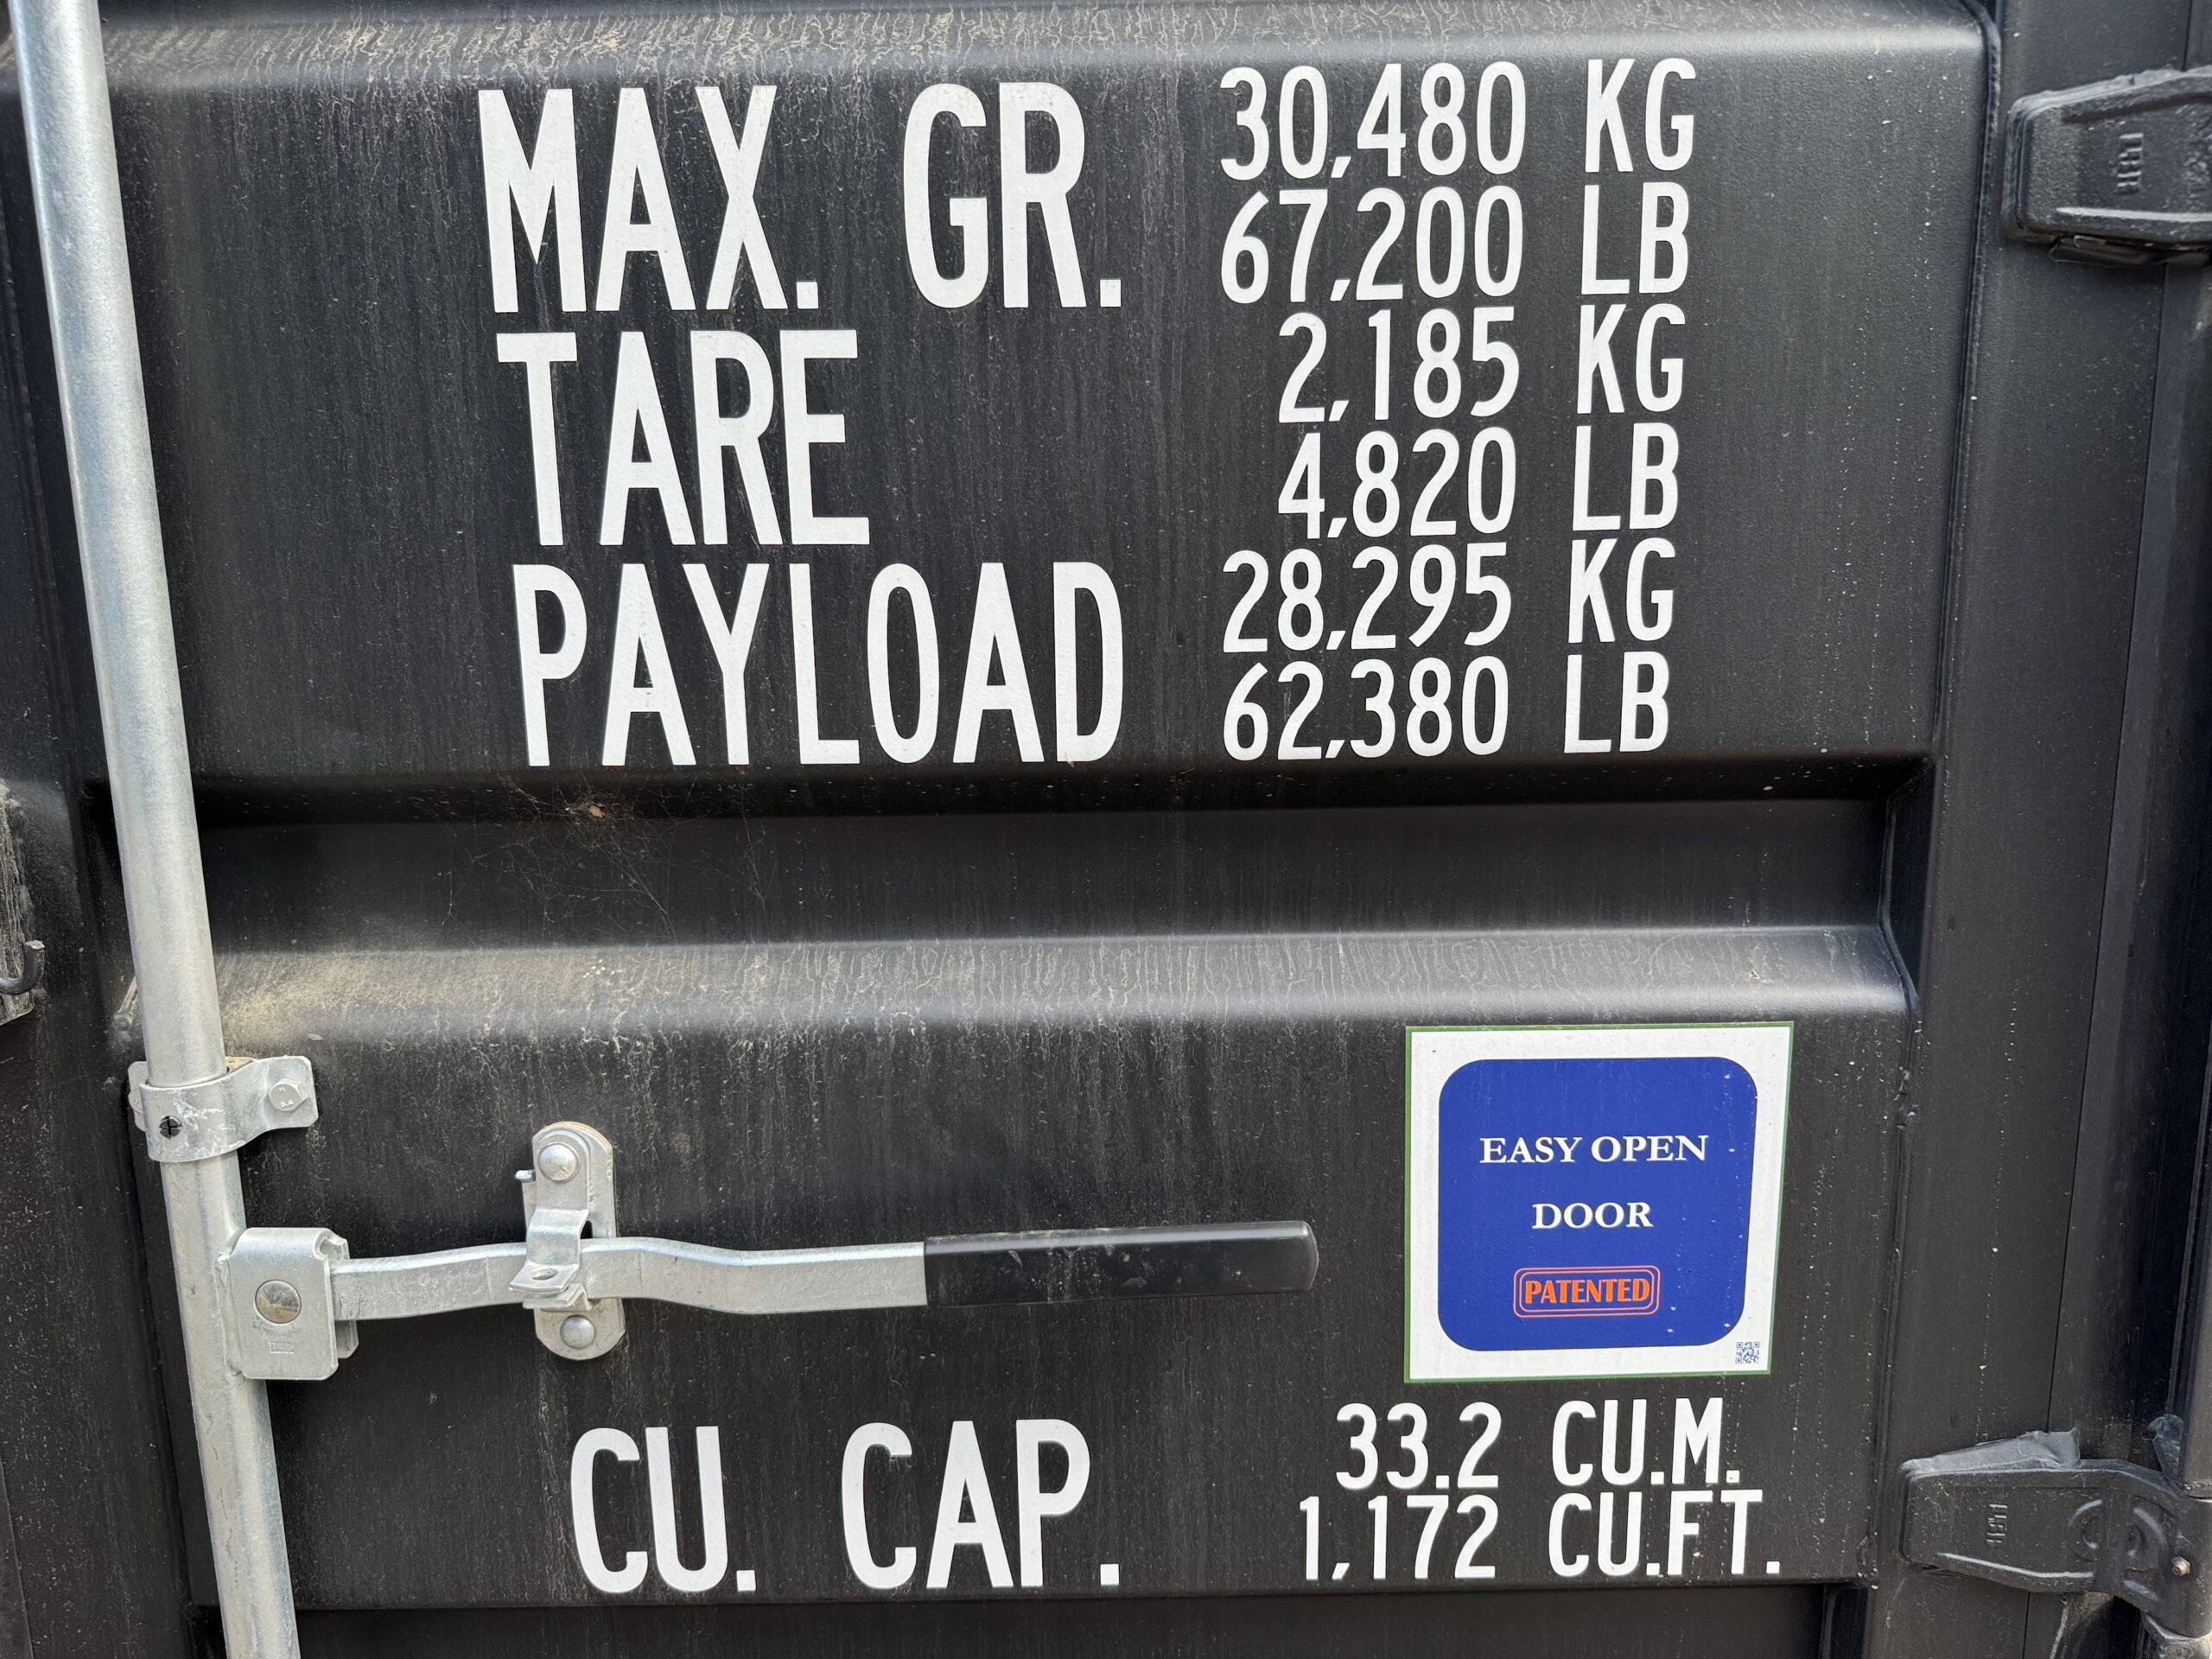 MAX. GR. 30,480 KG
67,200 LB
TARE 2,185 KG
4,820 LB
PAYLOAD 28,295 KG
62,380 LB
EASY OPEN
DOOR
PATENTED
CU. CAP. 33.2 CU.M.
1,172 CU.FT.